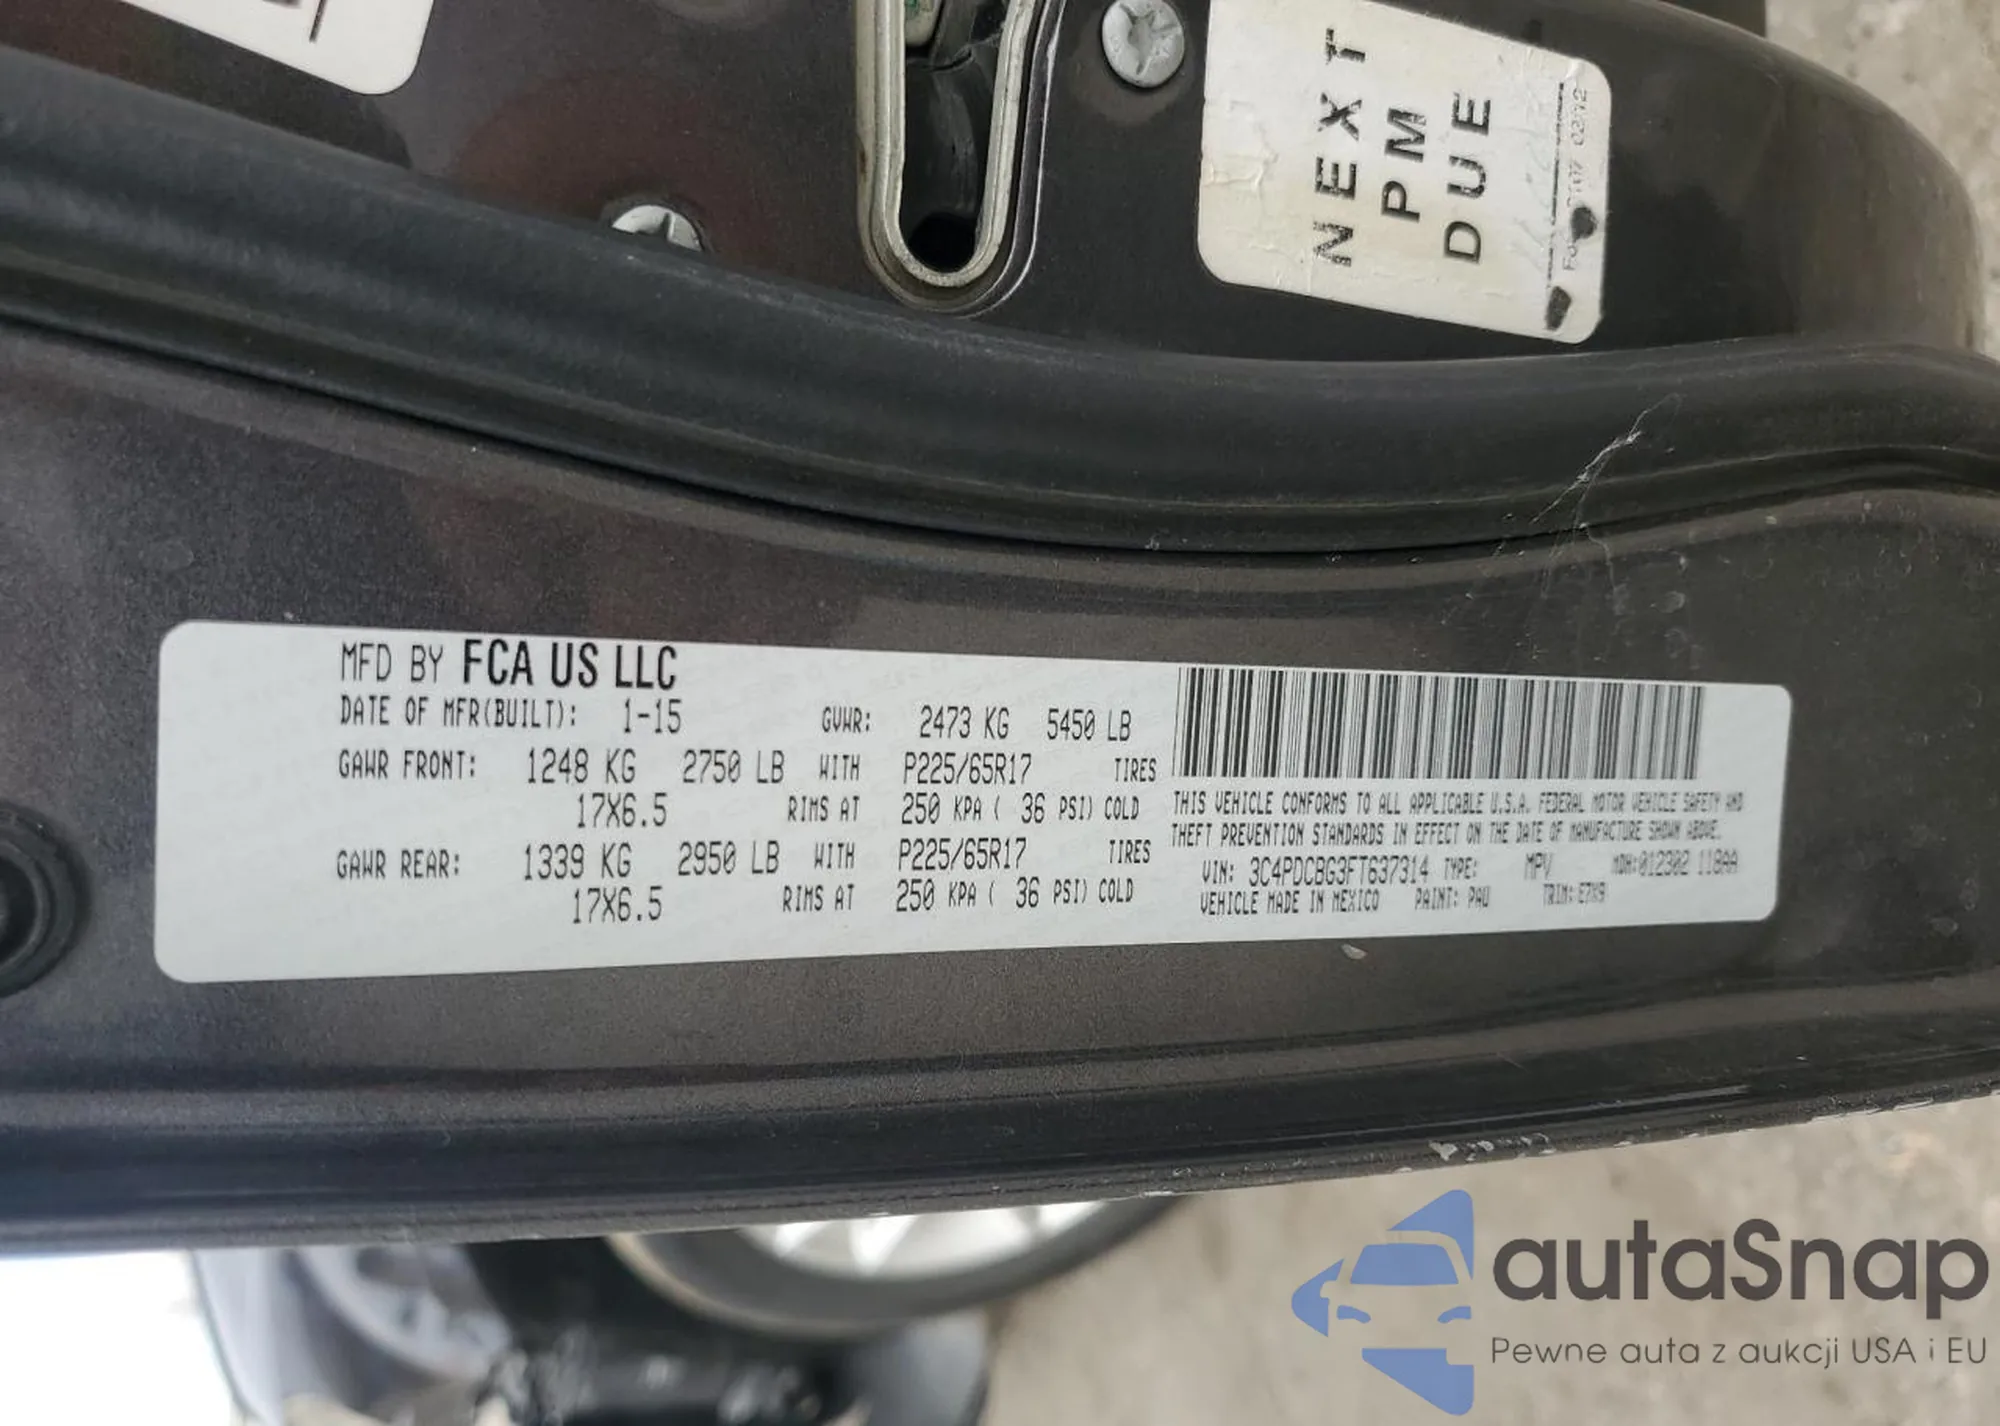 NEXT
PM
DUE
MFD BY FCA US LLC
DATE OF MFR(BUILT): 1-15 GVWR: 2473 KG 5450 LB
GAWR FRONT: 1248 KG 2750 LB WITH P225/65R17 TIRES
17X6.5 RIMS AT 250 KPA ( 36 PSI) COLD
GAWR REAR: 1339 KG 2950 LB WITH P225/65R17 TIRES
17X6.5 RIMS AT 250 KPA ( 36 PSI) COLD
THIS VEHICLE CONFORMS TO ALL APPLICABLE U.S.A. FEDERAL MOTOR VEHICLE SAFETY AND
THEFT PREVENTION STANDARDS IN EFFECT ON THE DATE OF MANUFACTURE SHOWN ABOVE.
VIN: 3C4PDCBG3FT637314 TYPE: MPV MDH:012302 118AA
VEHICLE MADE IN MEXICO PAINT: PAU TRIM: E7X9
autaSnap
Pewne auta z aukcji USA i EU